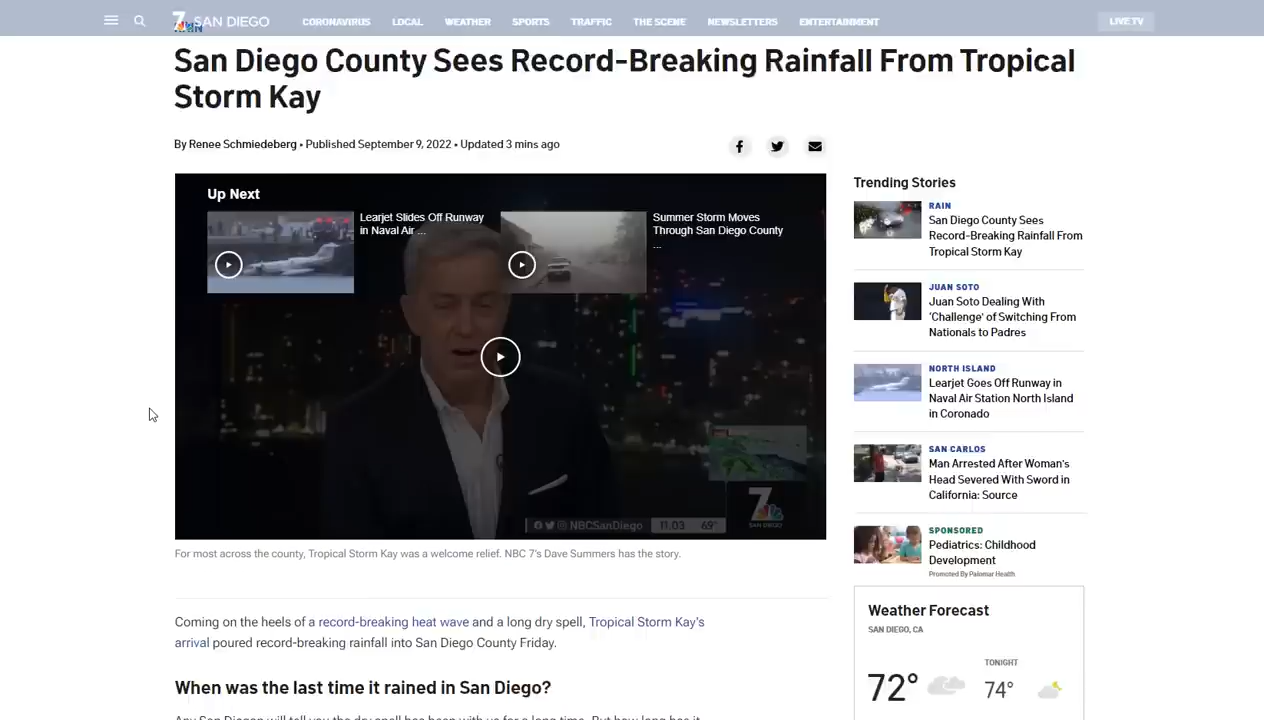 7 SAN DIEGO
CORONAVIRUS LOCAL WEATHER SPORTS TRAFFIC THE SCENE NEWSLETTERS ENTERTAINMENT
LIVE TV
San Diego County Sees Record-Breaking Rainfall From Tropical
Storm Kay
By Renee Schmiedeberg • Published September 9, 2022 • Updated 3 mins ago
Up Next
Learjet Slides Off Runway
in Naval Air ...
Summer Storm Moves
Through San Diego County
...
NBCSanDiego 11:03 69°
7
SAN DIEGO
For most across the county, Tropical Storm Kay was a welcome relief. NBC 7's Dave Summers has the story.
Coming on the heels of a record-breaking heat wave and a long dry spell, Tropical Storm Kay's
arrival poured record-breaking rainfall into San Diego County Friday.
When was the last time it rained in San Diego?
Trending Stories
RAIN
San Diego County Sees
Record-Breaking Rainfall From
Tropical Storm Kay
JUAN SOTO
Juan Soto Dealing With
‘Challenge' of Switching From
Nationals to Padres
NORTH ISLAND
Learjet Goes Off Runway in
Naval Air Station North Island
in Coronado
SAN CARLOS
Man Arrested After Woman's
Head Severed With Sword in
California: Source
SPONSORED
Pediatrics: Childhood
Development
Promoted By Palomar Health
Weather Forecast
SAN DIEGO, CA
72°
TONIGHT
74°